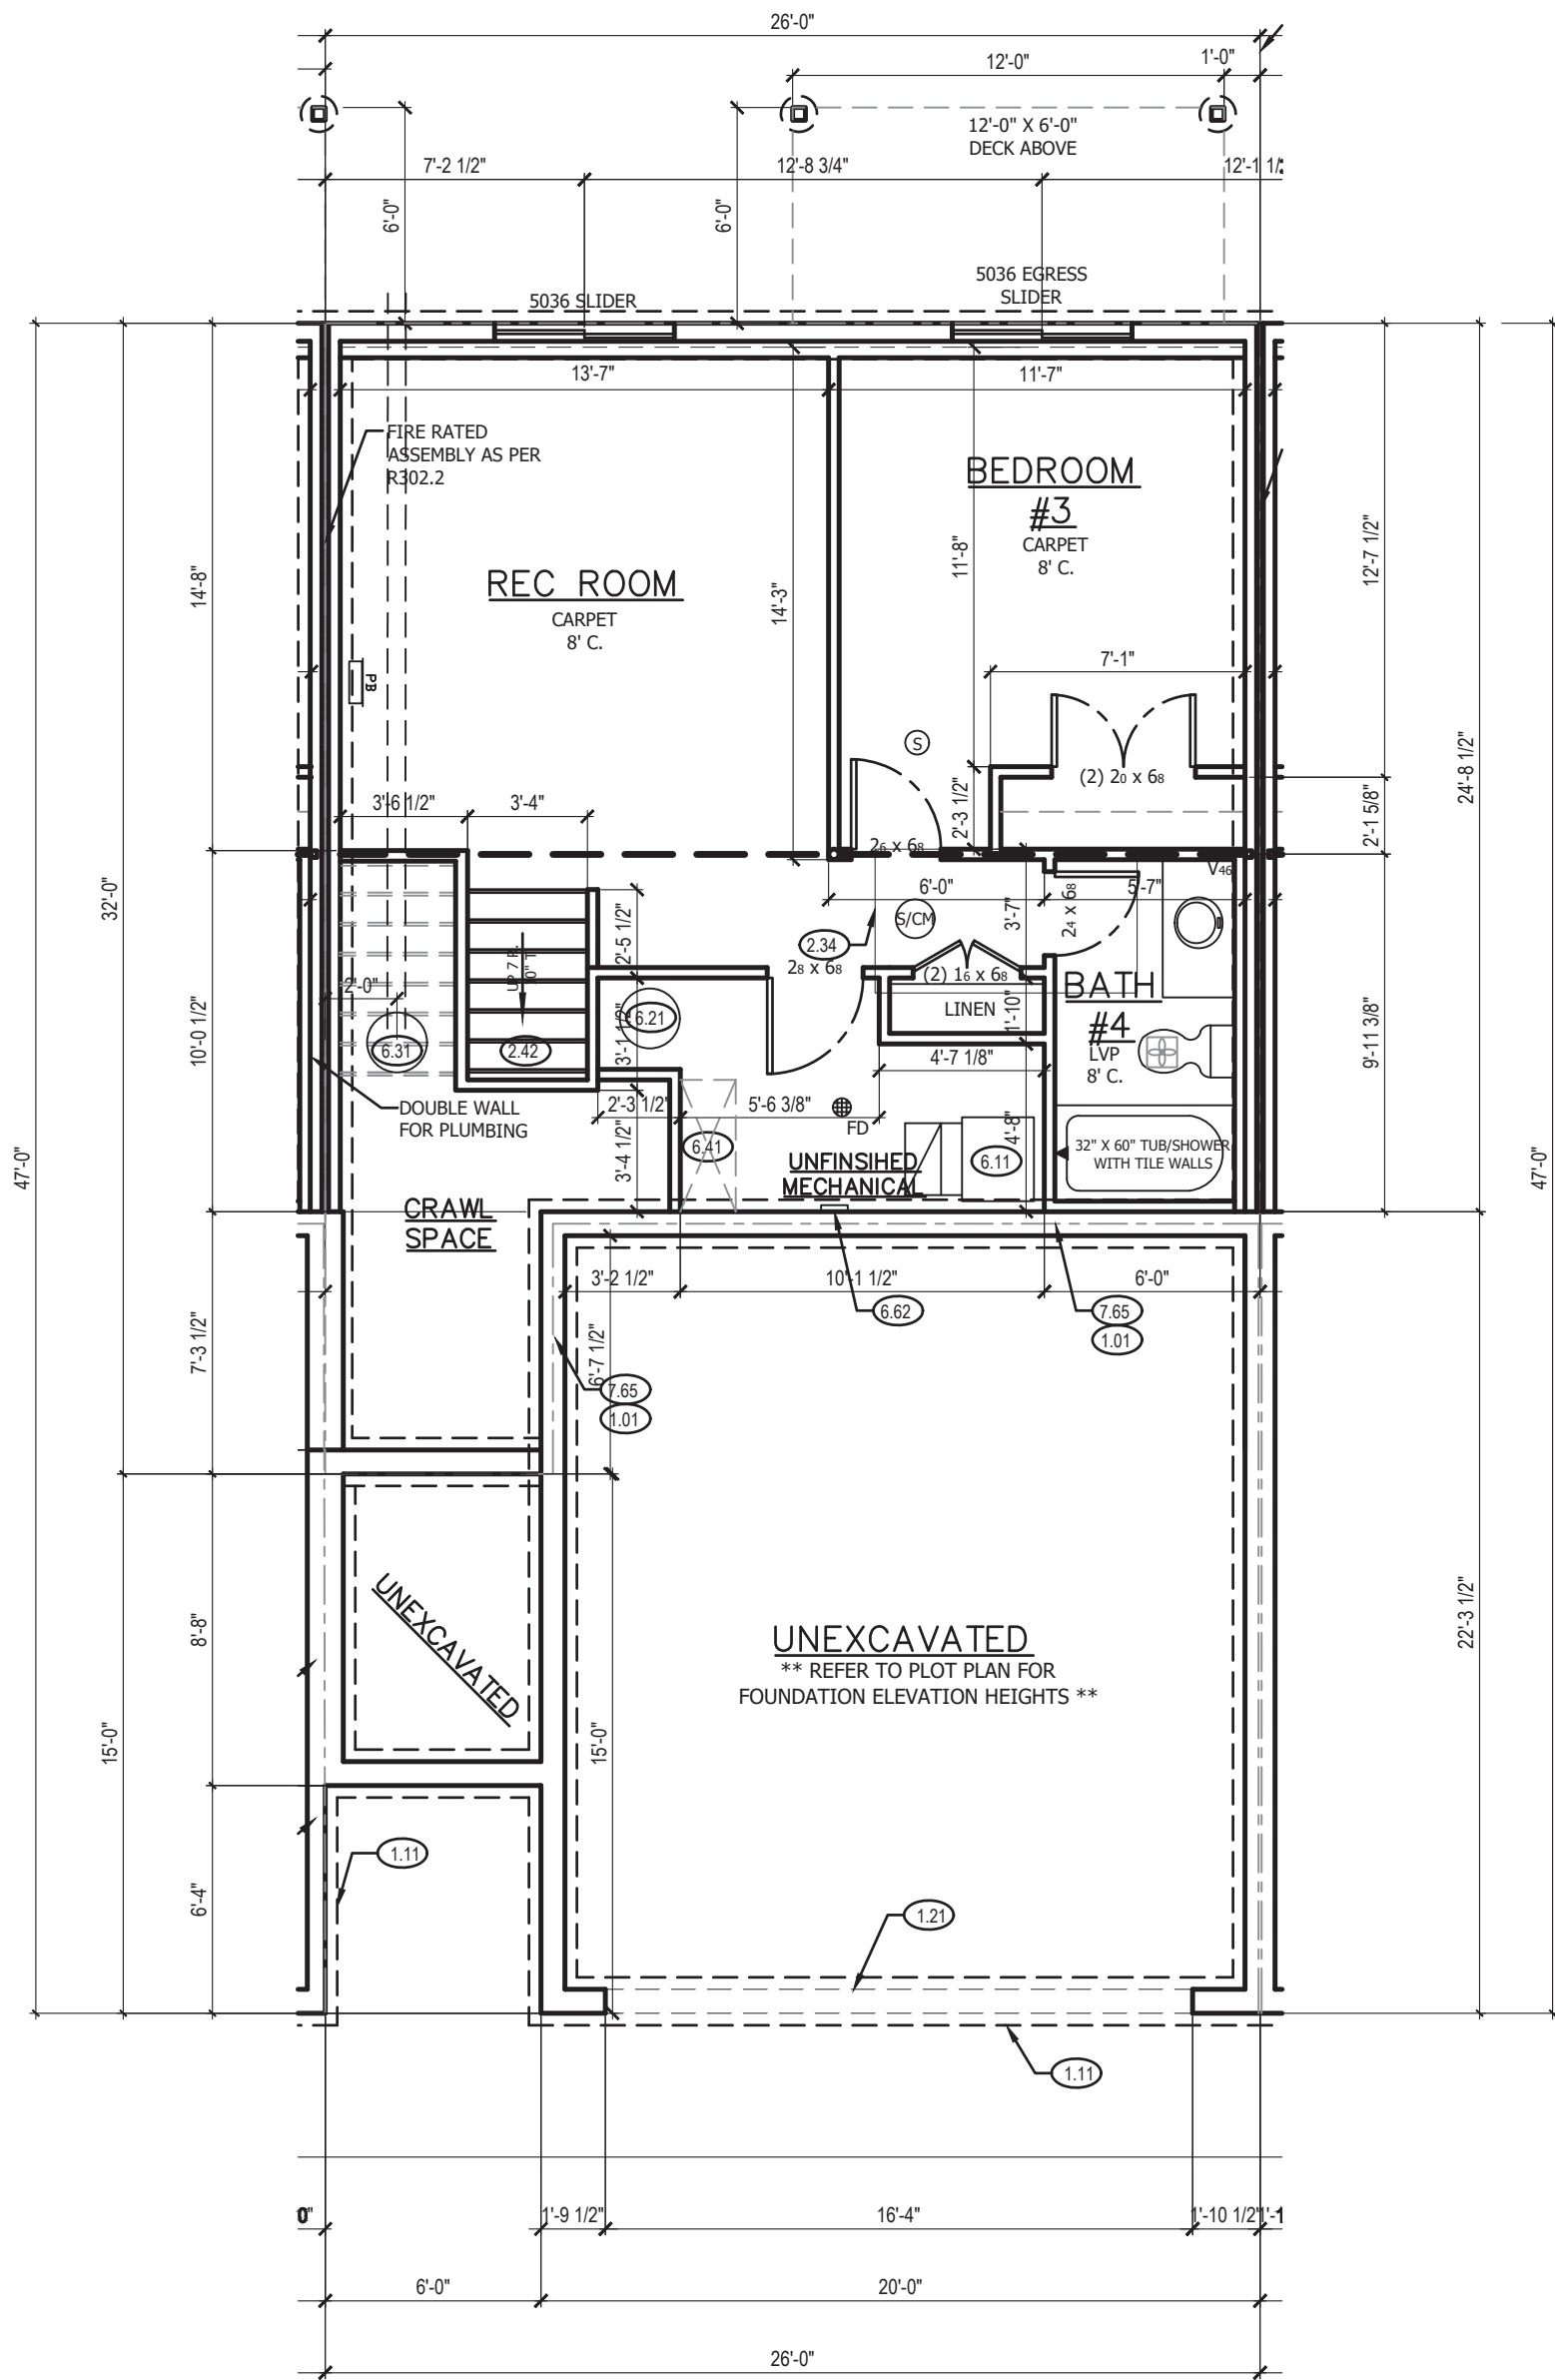 26'-0"
12'-0"
1'-0"
12'-0" X 6'-0"
DECK ABOVE
7'-2 1/2"
12'-8 3/4"
6'-0"
6'-0"
5036 SLIDER
5036 EGRESS
SLIDER
13'-7"
11'-7"
FIRE RATED
ASSEMBLY AS PER
R302.2
BEDROOM
#3
CARPET
8' C.
REC ROOM
CARPET
8' C.
14'-8"
14'-3"
11'-8"
12'-7 1/2"
24'-8 1/2"
7'-1"
PB
S
(2) 20 x 68
3'-6 1/2"
3'-4"
2'-3 1/2"
2'-1 5/8"
26 x 68
V46
32'-0"
6'-0"
5'-7"
24 x 68
3'-7"
S/CM
2.34
28 x 68
2'-5 1/2"
(2) 16 x 68
LINEN
1'-10"
BATH
#4
LVP
8' C.
2'-0"
6.31
2.42
6.21
3'-1 1/2"
10'-0 1/2"
9'-11 3/8"
4'-7 1/8"
DOUBLE WALL
FOR PLUMBING
2'-3 1/2"
5'-6 3/8"
FD
4'-8"
3'-4 1/2"
6.41
6.11
32" X 60" TUB/SHOWER
WITH TILE WALLS
UNFINSIHED
MECHANICAL
47'-0"
47'-0"
CRAWL
SPACE
3'-2 1/2"
10'-1 1/2"
6'-0"
6.62
7.65
1.01
7'-3 1/2"
6'-7 1/2"
7.65
1.01
UNEXCAVATED
8'-8"
UNEXCAVATED
** REFER TO PLOT PLAN FOR
FOUNDATION ELEVATION HEIGHTS **
22'-3 1/2"
15'-0"
15'-0"
1.11
6'-4"
1.21
1.11
1'-9 1/2"
16'-4"
1'-10 1/2"
6'-0"
20'-0"
26'-0"